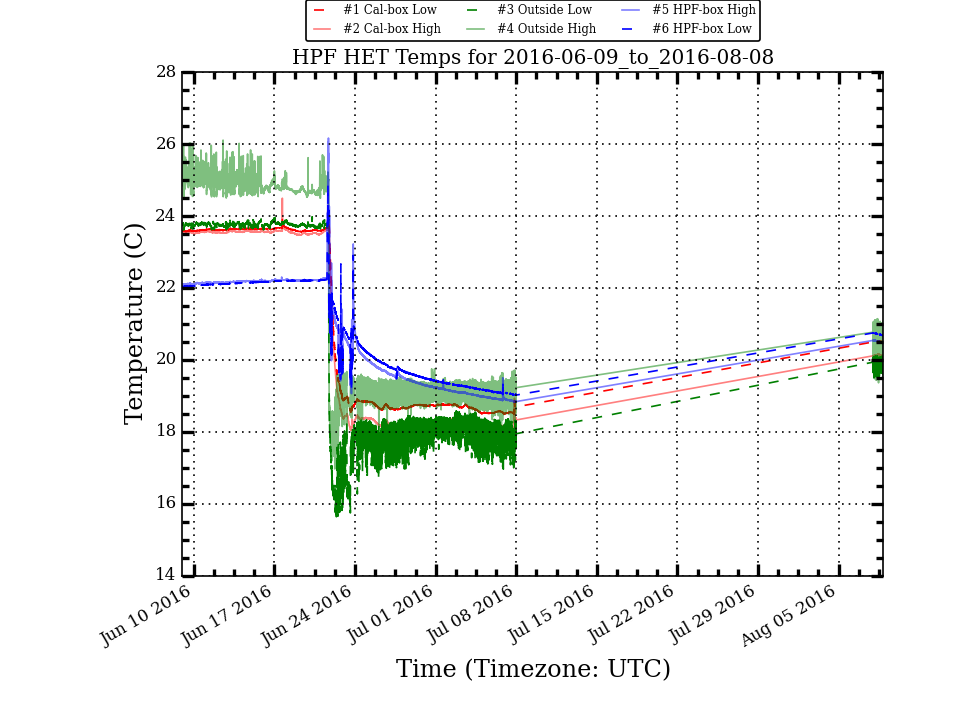 #1 Cal-box Low #3 Outside Low #5 HPF-box High
#2 Cal-box High #4 Outside High #6 HPF-box Low
HPF HET Temps for 2016-06-09_to_2016-08-08
28
26
24
22
20
18
16
14
Temperature (C)
Jun 10 2016 Jun 17 2016 Jun 24 2016 Jul 01 2016 Jul 08 2016 Jul 15 2016 Jul 22 2016 Jul 29 2016 Aug 05 2016
Time (Timezone: UTC)